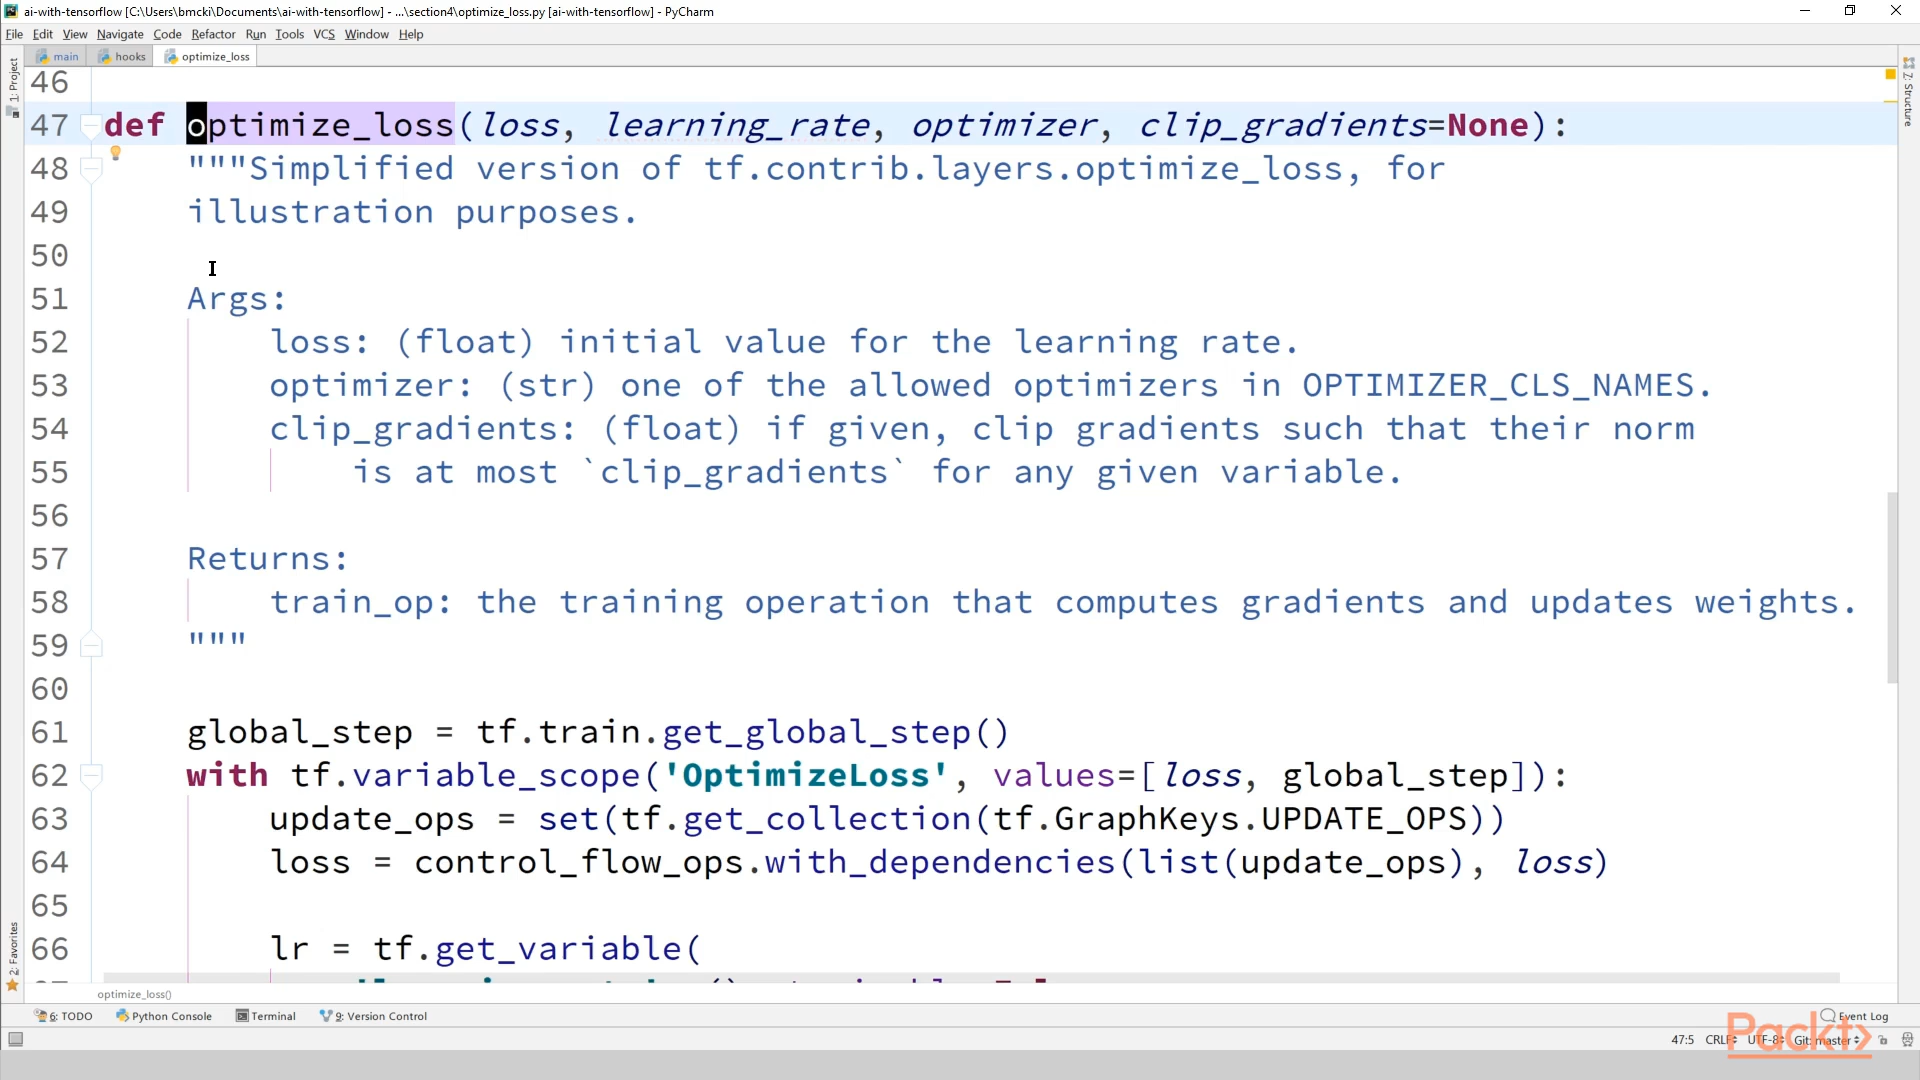 ai-with-tensorflow [C:\Users\bmcki\Documents\ai-with-tensorflow] - ...\section4\optimize_loss.py [ai-with-tensorflow] - PyCharm
File Edit View Navigate Code Refactor Run Tools VCS Window Help
main hooks optimize_loss
1: Project
Z: Structure
46
47 def optimize_loss(loss, learning_rate, optimizer, clip_gradients=None):
48 """Simplified version of tf.contrib.layers.optimize_loss, for
49 illustration purposes.
50
51 Args:
52 loss: (float) initial value for the learning rate.
53 optimizer: (str) one of the allowed optimizers in OPTIMIZER_CLS_NAMES.
54 clip_gradients: (float) if given, clip gradients such that their norm
55 is at most `clip_gradients` for any given variable.
56
57 Returns:
58 train_op: the training operation that computes gradients and updates weights.
59 """
60
61 global_step = tf.train.get_global_step()
62 with tf.variable_scope('OptimizeLoss', values=[loss, global_step]):
63 update_ops = set(tf.get_collection(tf.GraphKeys.UPDATE_OPS))
64 loss = control_flow_ops.with_dependencies(list(update_ops), loss)
65
66 lr = tf.get_variable(
2: Favorites
optimize_loss()
6: TODO Python Console Terminal 9: Version Control Event Log
47:5 CRLF UTF-8 Git: master
Packt>